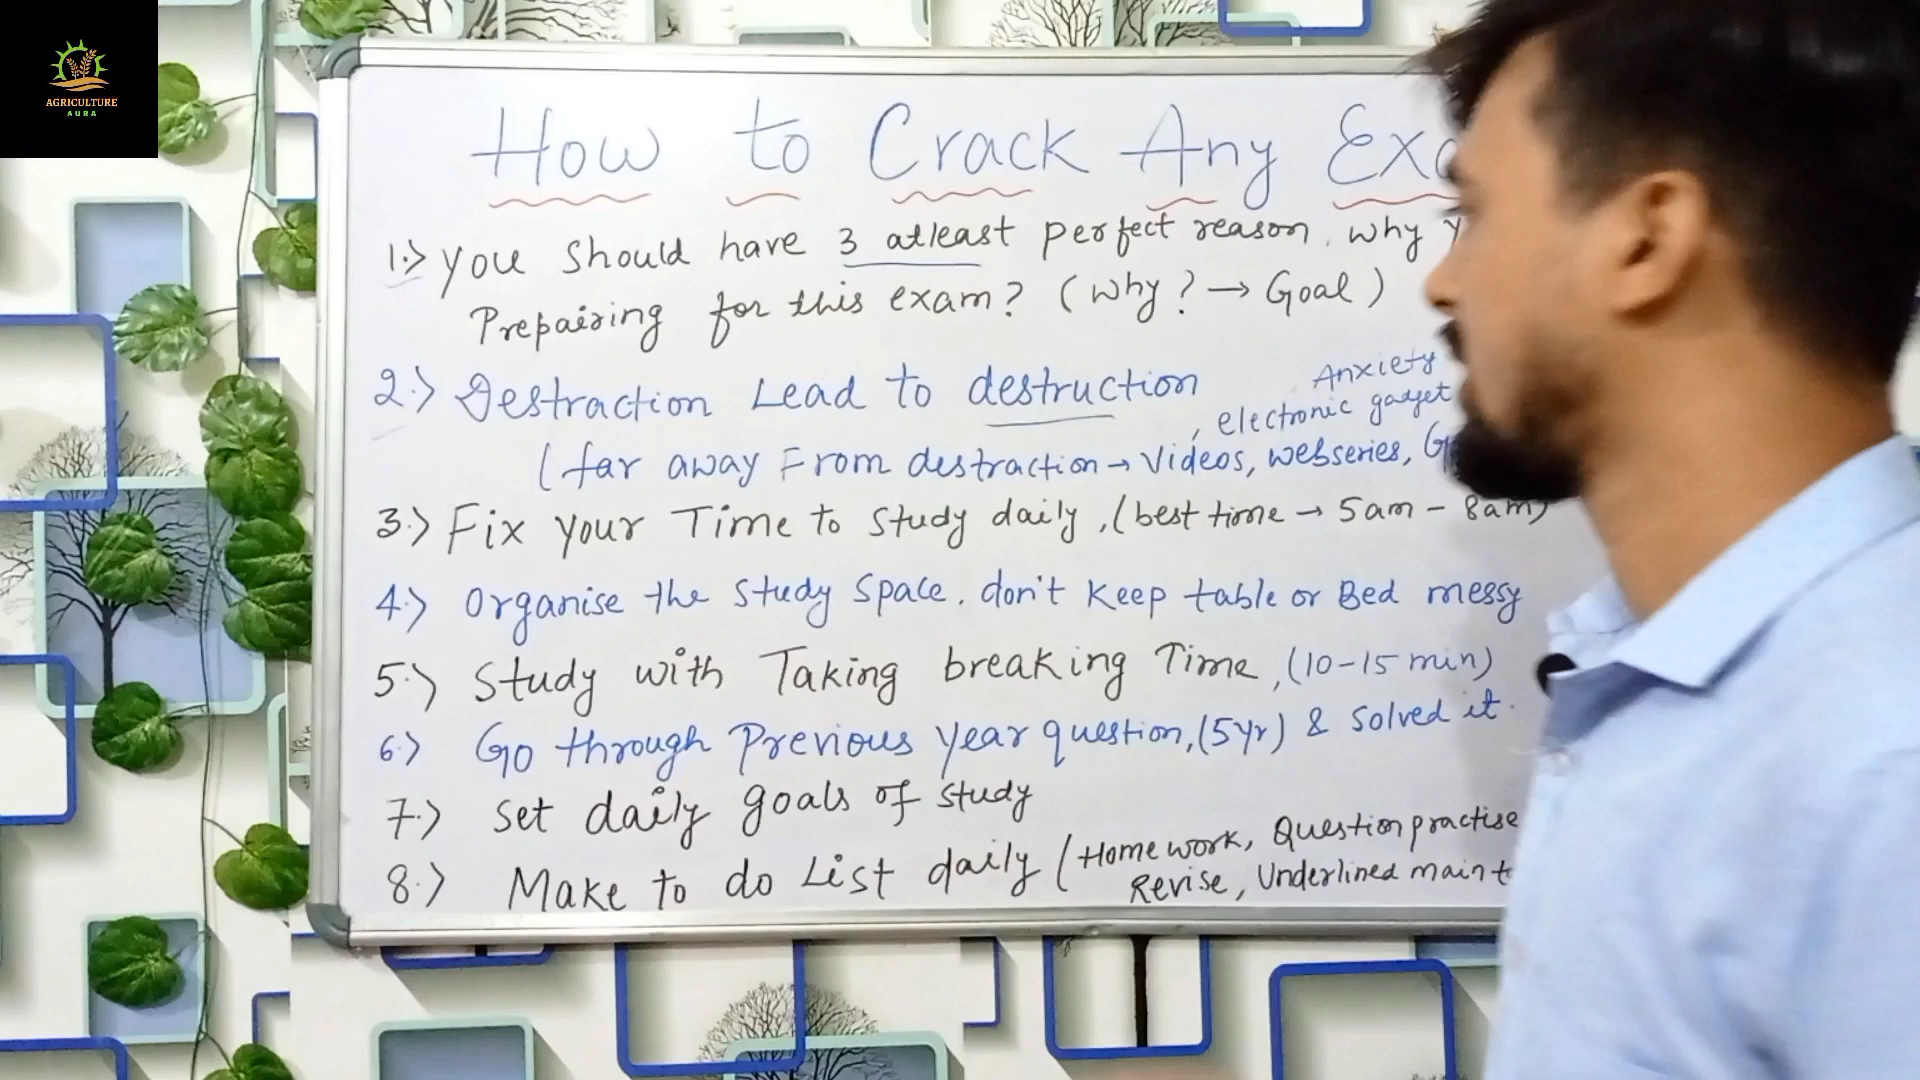 AGRICULTURE
AURA
How to Crack Any Exa
1.> You should have 3 atleast perfect reason, why y
Prepairing for this exam? (why? → Goal)
2.> Destraction Lead to destruction
Anxiety
, electronic gadget
(far away From destraction → Videos, webseries, G
3.> Fix your Time to study daily, (best time → 5am - 8am)
4.> Organise the study space. don't keep table or Bed messy
5.> Study with Taking breaking Time, (10-15 min)
6.> Go through Previous year question, (5yr) & solved it.
7.> set daily goals of study
8.> Make to do List daily (Homework, Question practise
Revise, Underlined main t